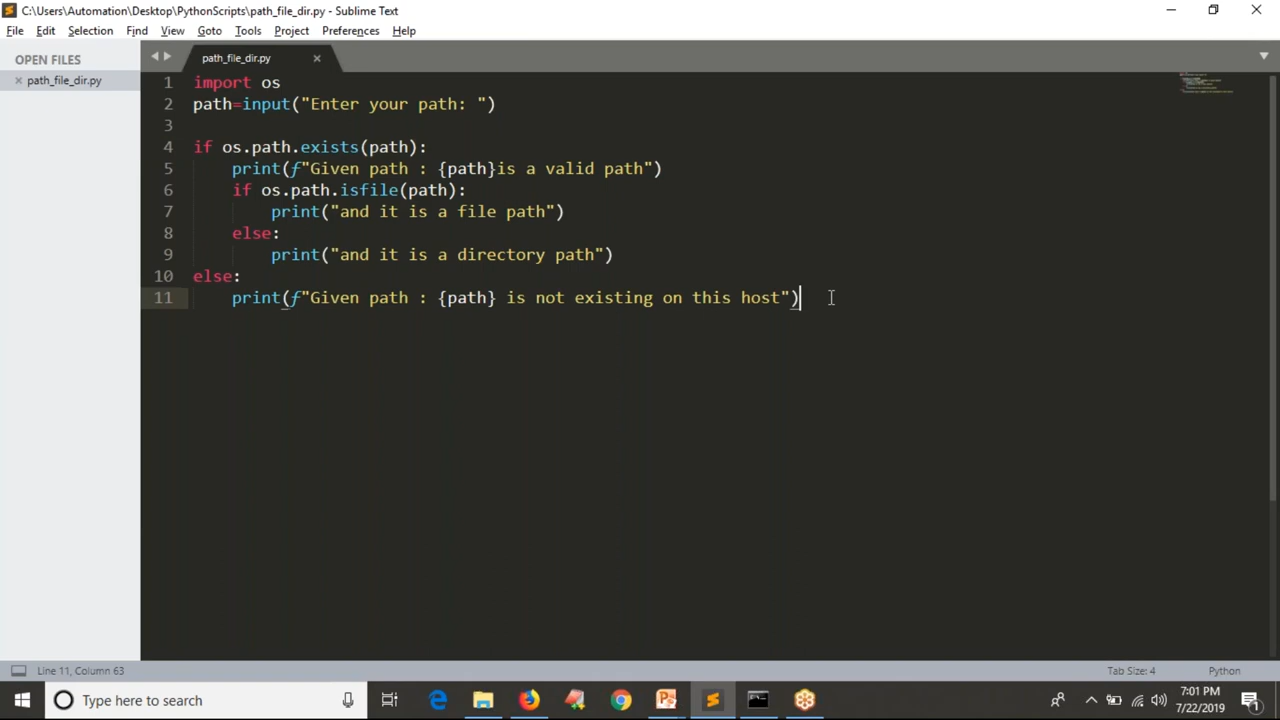 C:\Users\Automation\Desktop\PythonScripts\path_file_dir.py - Sublime Text
File Edit Selection Find View Goto Tools Project Preferences Help
OPEN FILES
path_file_dir.py
path_file_dir.py
1 import os
2 path=input("Enter your path: ")
3
4 if os.path.exists(path):
5     print(f"Given path : {path}is a valid path")
6     if os.path.isfile(path):
7         print("and it is a file path")
8     else:
9         print("and it is a directory path")
10 else:
11     print(f"Given path : {path} is not existing on this host")
Line 11, Column 63
Tab Size: 4
Python
Type here to search
7:01 PM
7/22/2019
1